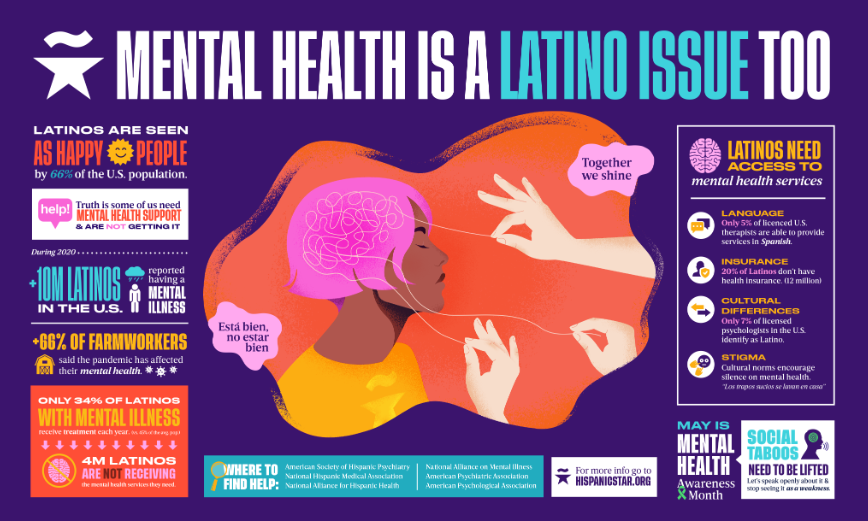 MENTAL HEALTH IS A LATINO ISSUE TOO
LATINOS ARE SEEN
AS HAPPY PEOPLE
by 66% of the U.S. population.
help!
Truth is some of us need
MENTAL HEALTH SUPPORT
& ARE NOT GETTING IT
During 2020
+10M LATINOS
IN THE U.S.
reported
having a
MENTAL
ILLNESS
+66% OF FARMWORKERS
said the pandemic has affected
their mental health.
ONLY 34% OF LATINOS
WITH MENTAL ILLNESS
receive treatment each year.
4M LATINOS
ARE NOT RECEIVING
the mental health services they need.
Together
we shine
Está bien,
no estar
bien
WHERE TO
FIND HELP:
American Society of Hispanic Psychiatry
National Hispanic Medical Association
National Alliance for Hispanic Health
National Alliance on Mental Illness
American Psychiatric Association
American Psychological Association
For more info go to
HISPANICSTAR.ORG
LATINOS NEED
ACCESS TO
mental health services
LANGUAGE
Only 5% of licenced U.S.
therapists are able to provide
services in Spanish.
INSURANCE
20% of Latinos don't have
health insurance. (12 million)
CULTURAL
DIFFERENCES
Only 7% of licensed
psychologists in the U.S.
identify as Latino.
STIGMA
Cultural norms encourage
silence on mental health.
"Los trapos sucios se lavan en casa"
MAY IS
MENTAL
HEALTH
Awareness
Month
SOCIAL
TABOOS
NEED TO BE LIFTED
Let's speak openly about it &
stop seeing it as a weakness.